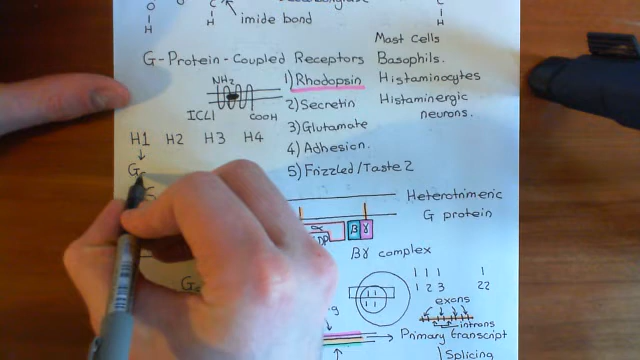 O O C C
H imide bond H
H
Mast Cells
G-Protein-Coupled Receptors Basophils.
NH2 1) Rhodopsin Histaminocytes
ICL1 COOH 2) Secretin Histaminergic
neurons.
H1 H2 H3 H4 3) Glutamate
4) Adhesion.
G 5) Frizzled/Taste 2
Heterotrimeric
α β γ G protein
βγ complex
1 1 1 1
1 2 3 22
exons
introns
Primary transcript
Splicing